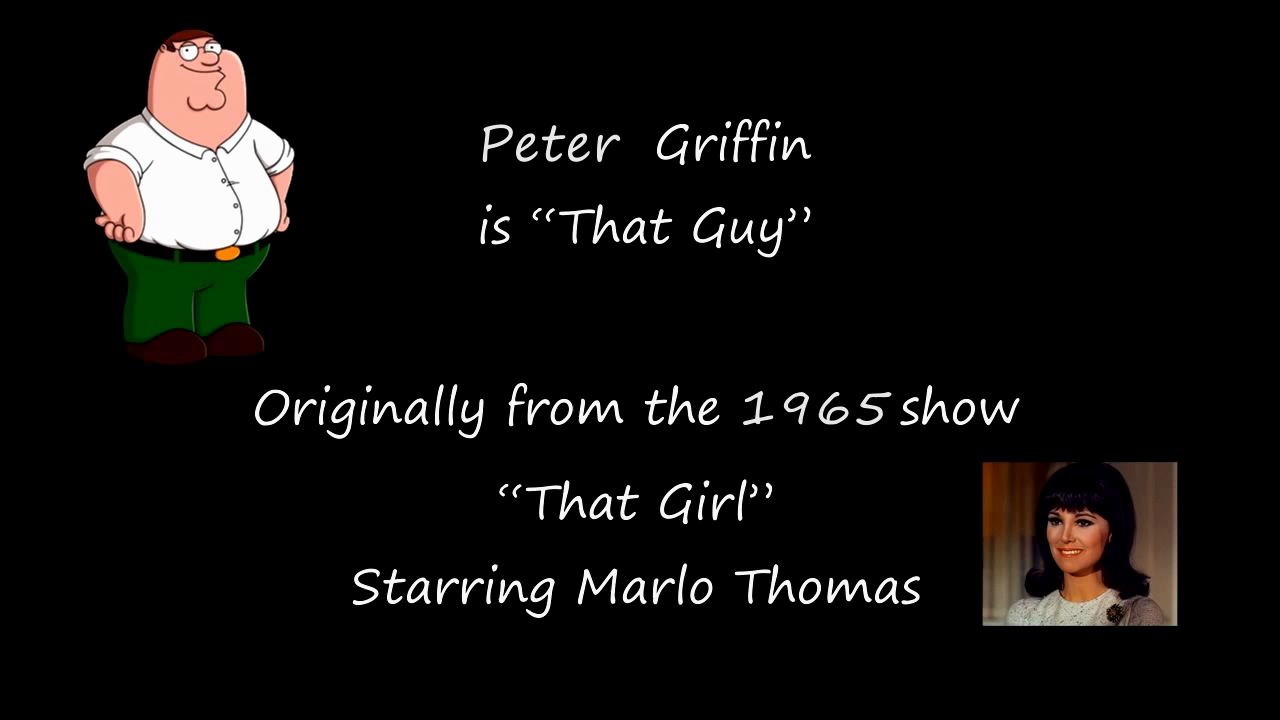 Peter Griffin
is “That Guy”
Originally from the 1965 show
“That Girl”
Starring Marlo Thomas